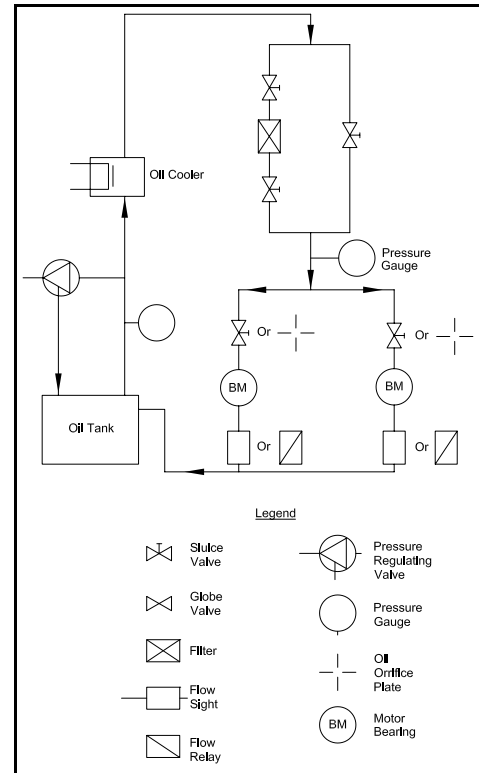 Oil Cooler
Pressure
Gauge
Or
Or
BM
BM
Oil Tank
Or
Or
Legend
Sluice
Valve
Pressure
Regulating
Valve
Globe
Valve
Pressure
Gauge
Filter
Oil
Orrifice
Plate
Flow
Sight
BM
Motor
Bearing
Flow
Relay